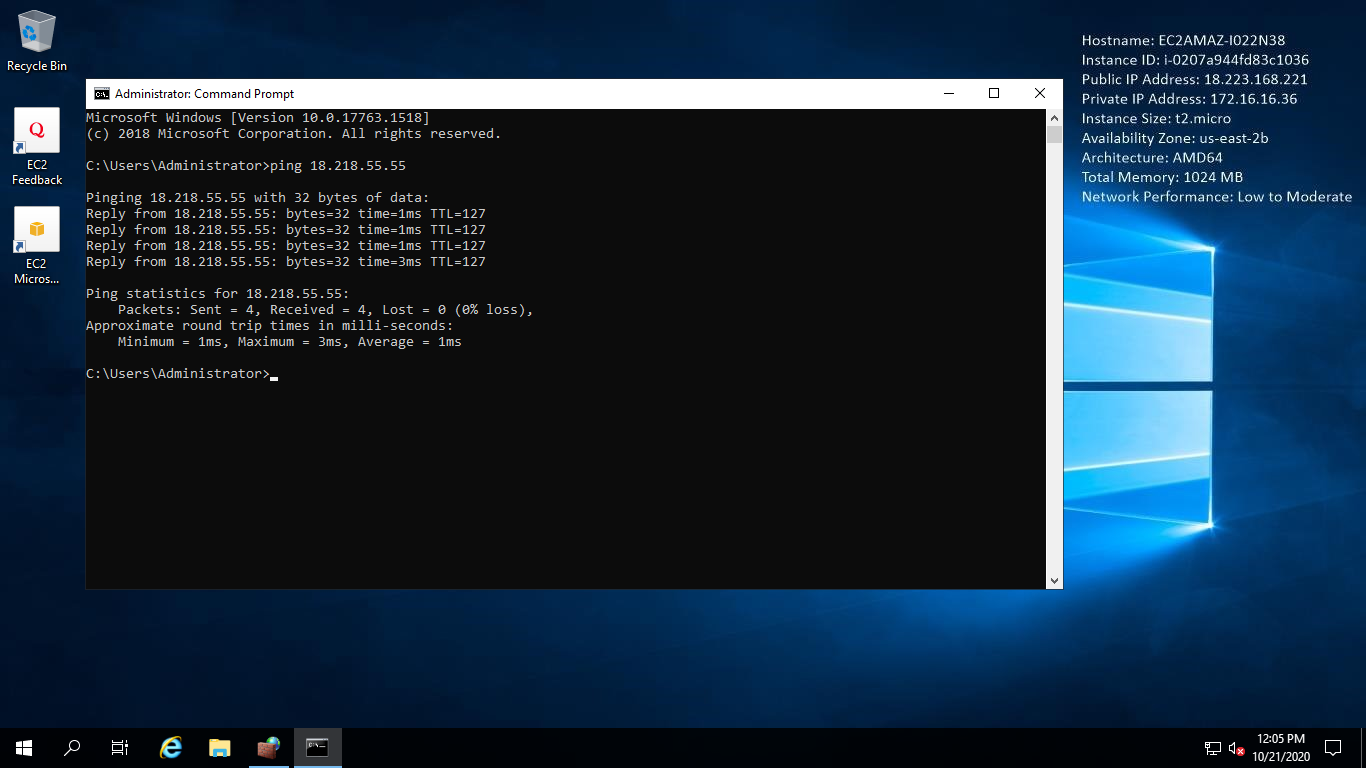 Recycle Bin
EC2
Feedback
EC2
Micros...
Hostname: EC2AMAZ-I022N38
Instance ID: i-0207a944fd83c1036
Public IP Address: 18.223.168.221
Private IP Address: 172.16.16.36
Instance Size: t2.micro
Availability Zone: us-east-2b
Architecture: AMD64
Total Memory: 1024 MB
Network Performance: Low to Moderate
Administrator: Command Prompt
Microsoft Windows [Version 10.0.17763.1518]
(c) 2018 Microsoft Corporation. All rights reserved.
C:\Users\Administrator>ping 18.218.55.55
Pinging 18.218.55.55 with 32 bytes of data:
Reply from 18.218.55.55: bytes=32 time=1ms TTL=127
Reply from 18.218.55.55: bytes=32 time=1ms TTL=127
Reply from 18.218.55.55: bytes=32 time=1ms TTL=127
Reply from 18.218.55.55: bytes=32 time=3ms TTL=127
Ping statistics for 18.218.55.55:
    Packets: Sent = 4, Received = 4, Lost = 0 (0% loss),
Approximate round trip times in milli-seconds:
    Minimum = 1ms, Maximum = 3ms, Average = 1ms
C:\Users\Administrator>
12:05 PM
10/21/2020